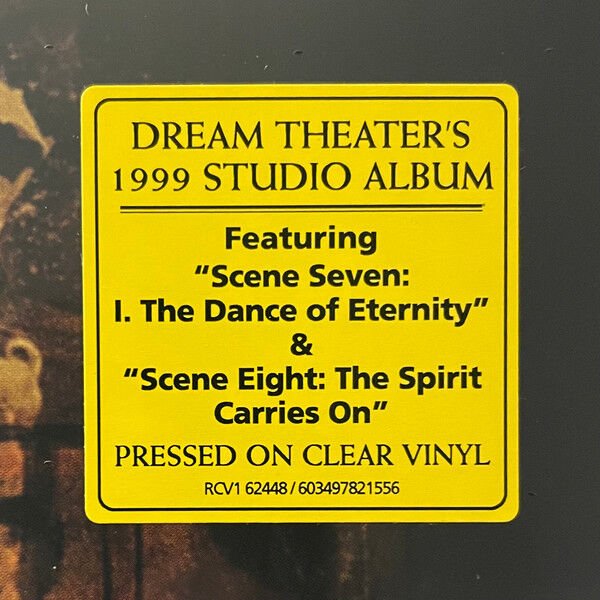 DREAM THEATER'S
1999 STUDIO ALBUM
Featuring
“Scene Seven:
I. The Dance of Eternity”
&
“Scene Eight: The Spirit
Carries On”
PRESSED ON CLEAR VINYL
RCV1 62448 / 603497821556